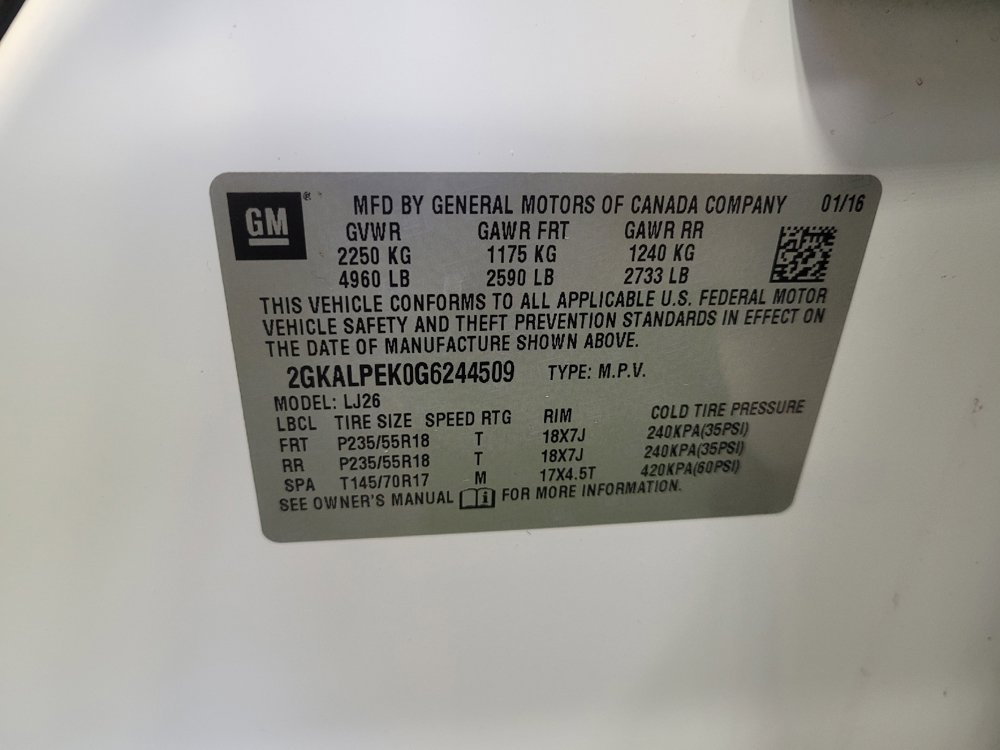 GM® MFD BY GENERAL MOTORS OF CANADA COMPANY 01/16
GVWR GAWR FRT GAWR RR
2250 KG 1175 KG 1240 KG
4960 LB 2590 LB 2733 LB
THIS VEHICLE CONFORMS TO ALL APPLICABLE U.S. FEDERAL MOTOR
VEHICLE SAFETY AND THEFT PREVENTION STANDARDS IN EFFECT ON
THE DATE OF MANUFACTURE SHOWN ABOVE.
2GKALPEK0G6244509 TYPE: M.P.V.
MODEL: LJ26
LBCL TIRE SIZE SPEED RTG RIM COLD TIRE PRESSURE
FRT P235/55R18 T 18X7J 240KPA(35PSI)
RR P235/55R18 T 18X7J 240KPA(35PSI)
SPA T145/70R17 M 17X4.5T 420KPA(60PSI)
SEE OWNER'S MANUAL i FOR MORE INFORMATION.